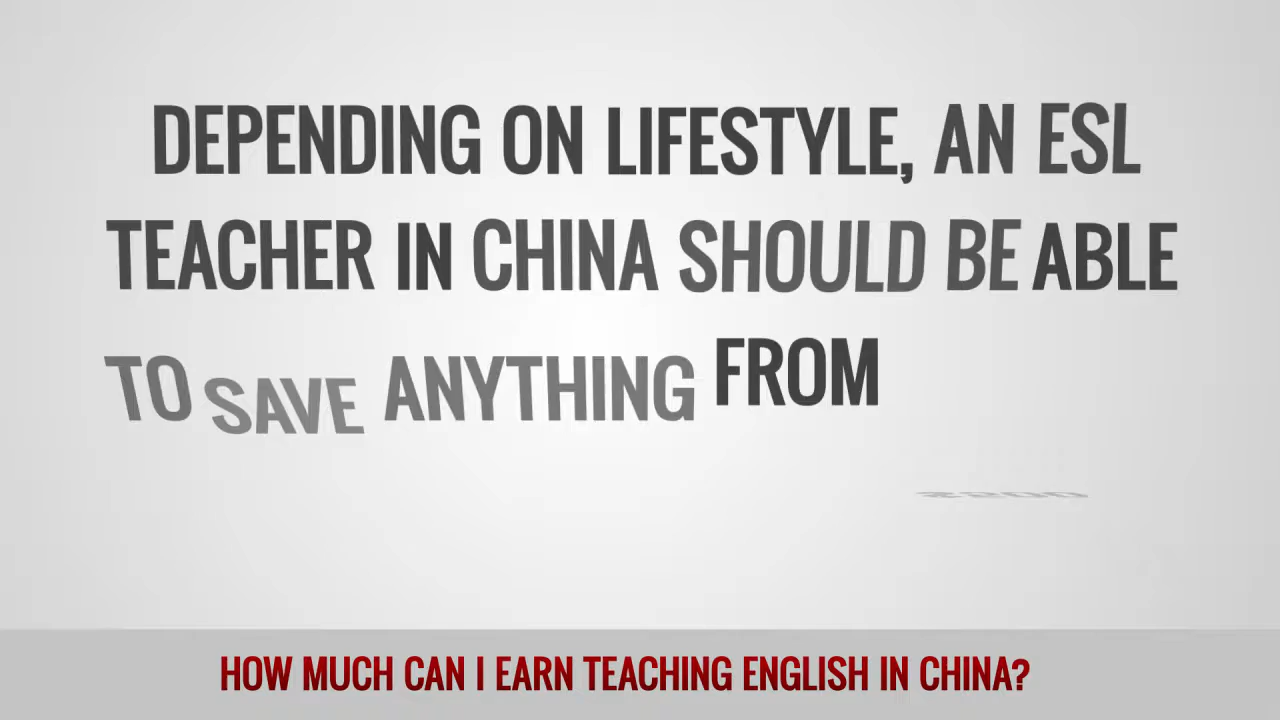 DEPENDING ON LIFESTYLE, AN ESL
TEACHER IN CHINA SHOULD BE ABLE
TO SAVE ANYTHING FROM
HOW MUCH CAN I EARN TEACHING ENGLISH IN CHINA?